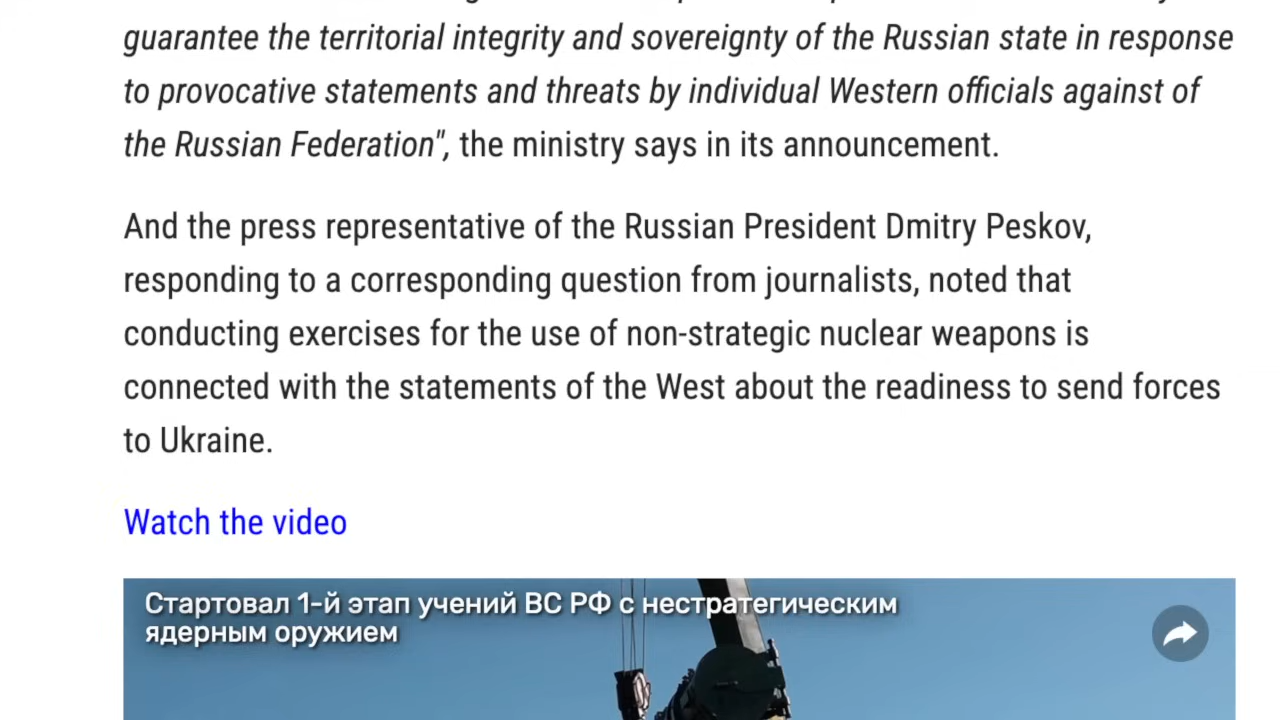 guarantee the territorial integrity and sovereignty of the Russian state in response
to provocative statements and threats by individual Western officials against of
the Russian Federation", the ministry says in its announcement.
And the press representative of the Russian President Dmitry Peskov,
responding to a corresponding question from journalists, noted that
conducting exercises for the use of non-strategic nuclear weapons is
connected with the statements of the West about the readiness to send forces
to Ukraine.
Watch the video
Стартовал 1-й этап учений ВС РФ с нестратегическим
ядерным оружием